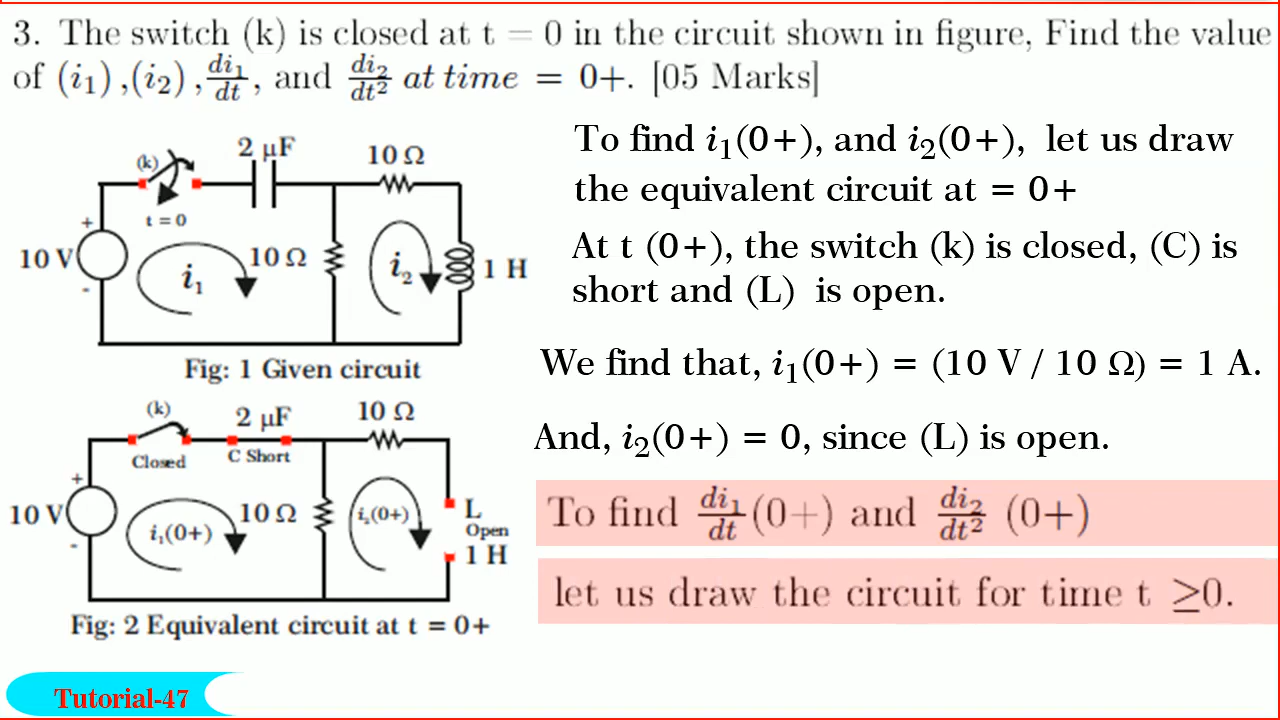 3. The switch (k) is closed at t = 0 in the circuit shown in figure, Find the value
of (i₁) ,(i₂) , di₁/dt , and di₂/dt² at time = 0+. [05 Marks]
(k)
2 μF
10 Ω
t = 0
+
10 V
-
i₁
10 Ω
i₂
1 H
Fig: 1 Given circuit
(k)
2 μF
10 Ω
Closed
C Short
+
10 V
-
i₁(0+)
10 Ω
i₂(0+)
L
Open
1 H
Fig: 2 Equivalent circuit at t = 0+
To find i₁(0+), and i₂(0+), let us draw
the equivalent circuit at = 0+
At t (0+), the switch (k) is closed, (C) is
short and (L) is open.
We find that, i₁(0+) = (10 V / 10 Ω) = 1 A.
And, i₂(0+) = 0, since (L) is open.
To find di₁/dt (0+) and di₂/dt² (0+)
let us draw the circuit for time t ≥0.
Tutorial-47